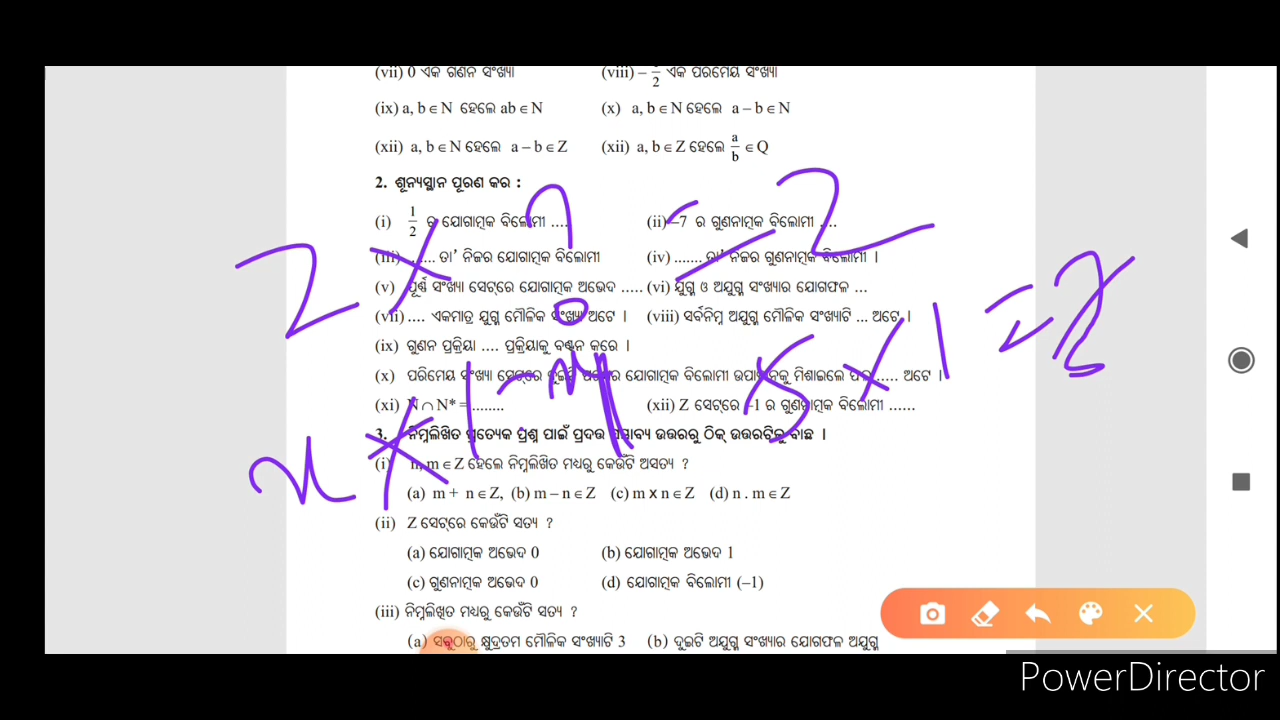 (vii) 0 ଏକ ଗଣନ ସଂଖ୍ୟା (viii) – 1/2 ଏକ ପରିମେୟ ସଂଖ୍ୟା
(ix) a, b ∈ N ହେଲେ ab ∈ N (x) a, b ∈ N ହେଲେ a – b ∈ N
(xii) a, b ∈ N ହେଲେ a – b ∈ Z (xii) a, b ∈ Z ହେଲେ a/b ∈ Q
2. ଶୂନ୍ୟସ୍ଥାନ ପୂରଣ କର :
(i) 1/2 ର ଯୋଗାତ୍ମକ ବିଲୋମୀ .... (ii) –7 ର ଗୁଣନାତ୍ମକ ବିଲୋମୀ ....
(iii) ...... ତା’ ନିଜର ଯୋଗାତ୍ମକ ବିଲୋମୀ (iv) ....... ତା’ ନିଜର ଗୁଣନାତ୍ମକ ବିଲୋମୀ ।
(v) ପୂର୍ଣ୍ଣ ସଂଖ୍ୟା ସେଟ୍‌ରେ ଯୋଗାତ୍ମକ ଅଭେଦ ..... (vi) ଯୁଗ୍ମ ଓ ଅଯୁଗ୍ମ ସଂଖ୍ୟାର ଯୋଗଫଳ ...
(vii) .... ଏକମାତ୍ର ଯୁଗ୍ମ ମୌଳିକ ସଂଖ୍ୟା ଅଟେ । (viii) ସର୍ବନିମ୍ନ ଅଯୁଗ୍ମ ମୌଳିକ ସଂଖ୍ୟାଟି ... ଅଟେ ।
(ix) ଗୁଣନ ପ୍ରକ୍ରିୟା .... ପ୍ରକ୍ରିୟାକୁ ବଣ୍ଟନ କରେ ।
(x) ପରିମେୟ ସଂଖ୍ୟା ସେଟ୍‌ରେ ଦୁଇଟି ଯୋଗାତ୍ମକ ବିଲୋମୀ ମିଶାଇଲେ ..... ଅଟେ ।
(xi) N ∩ N* = ........ (xii) Z ସେଟ୍‌ରେ –1 ର ଗୁଣନାତ୍ମକ ବିଲୋମୀ ......
3. ନିମ୍ନଲିଖିତ ପ୍ରତ୍ୟେକ ପ୍ରଶ୍ନ ପାଇଁ ପ୍ରଦତ୍ତ ସମ୍ଭାବ୍ୟ ଉତ୍ତରରୁ ଠିକ୍ ଉତ୍ତରଟିକୁ ବାଛ ।
(i) n, m ∈ Z ହେଲେ ନିମ୍ନଲିଖିତ ମଧ୍ୟରୁ କେଉଁଟି ଅସତ୍ୟ ?
(a) m + n ∈ Z, (b) m – n ∈ Z (c) m x n ∈ Z (d) n . m ∈ Z
(ii) Z ସେଟ୍‌ରେ କେଉଁଟି ସତ୍ୟ ?
(a) ଯୋଗାତ୍ମକ ଅଭେଦ 0 (b) ଯୋଗାତ୍ମକ ଅଭେଦ 1
(c) ଗୁଣନାତ୍ମକ ଅଭେଦ 0 (d) ଯୋଗାତ୍ମକ ବିଲୋମୀ (–1)
(iii) ନିମ୍ନଲିଖିତ ମଧ୍ୟରୁ କେଉଁଟି ସତ୍ୟ ?
(a) ସବୁଠାରୁ କ୍ଷୁଦ୍ରତମ ମୌଳିକ ସଂଖ୍ୟାଟି 3 (b) ଦୁଇଟି ଅଯୁଗ୍ମ ସଂଖ୍ୟାର ଯୋଗଫଳ ଅଯୁଗ୍ମ
PowerDirector